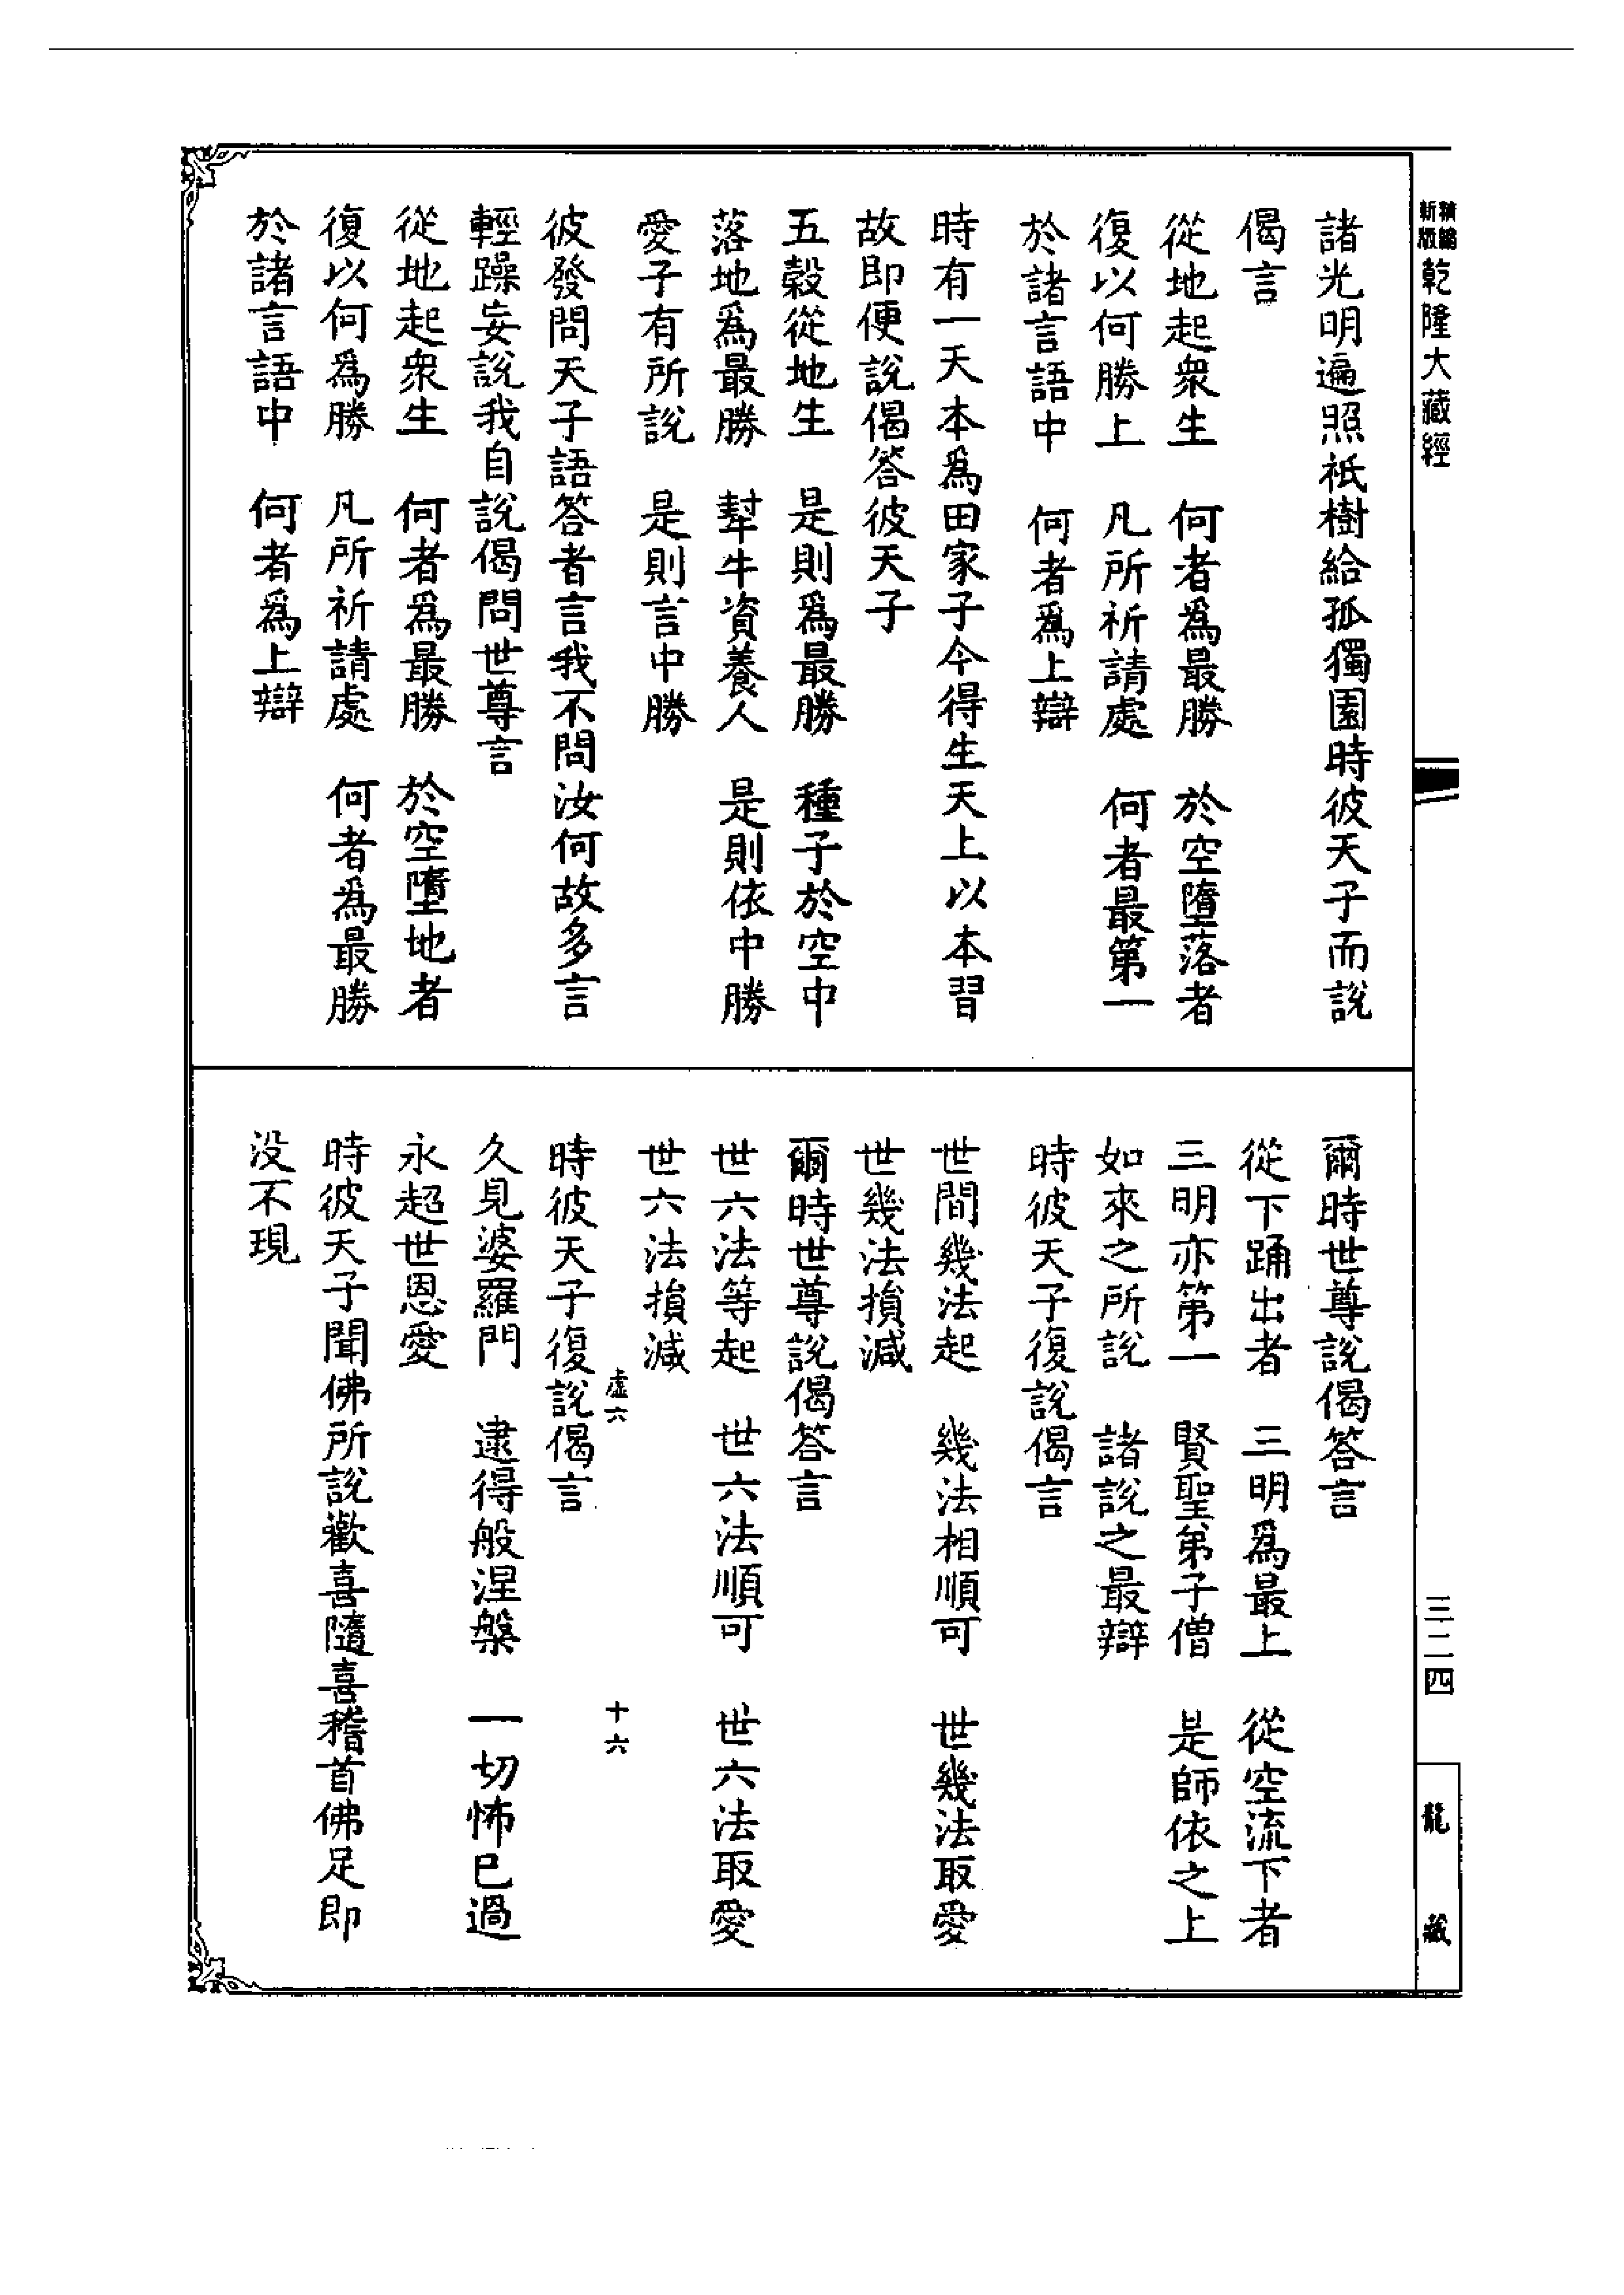 新版精縮乾隆大藏經
諸光明遍照祇樹給孤獨園時彼天子而說
偈言
從地起衆生　何者爲最勝　於空墮落者
復以何勝上　凡所祈請處　何者最第一
於諸言語中　何者爲上辯
時有一天本爲田家子今得生天上以本習
故即便說偈答彼天子
五穀從地生　是則爲最勝　種子於空中
落地爲最勝　犎牛資養人　是則依中勝
愛子有所說　是則言中勝
彼發問天子語答者言我不問汝何故多言
輕躁妄說我自說偈問世尊言
從地起衆生　何者爲最勝　於空墮地者
復以何爲勝　凡所祈請處　何者爲最勝
於諸言語中　何者爲上辯
爾時世尊說偈答言
從下踊出者　三明爲最上　從空流下者
三明亦第一　賢聖弟子僧　是師依之上
如來之所說　諸說之最辯
時彼天子復說偈言
世間幾法起　幾法相順可　世幾法取愛
世幾法損減
爾時世尊說偈答言
世六法等起　世六法順可　世六法取愛
世六法損減
虛六　十六
時彼天子復說偈言
久見婆羅門　逮得般涅槃　一切怖已過
永超世恩愛
時彼天子聞佛所說歡喜隨喜稽首佛足即
沒不現
三二四
龍藏